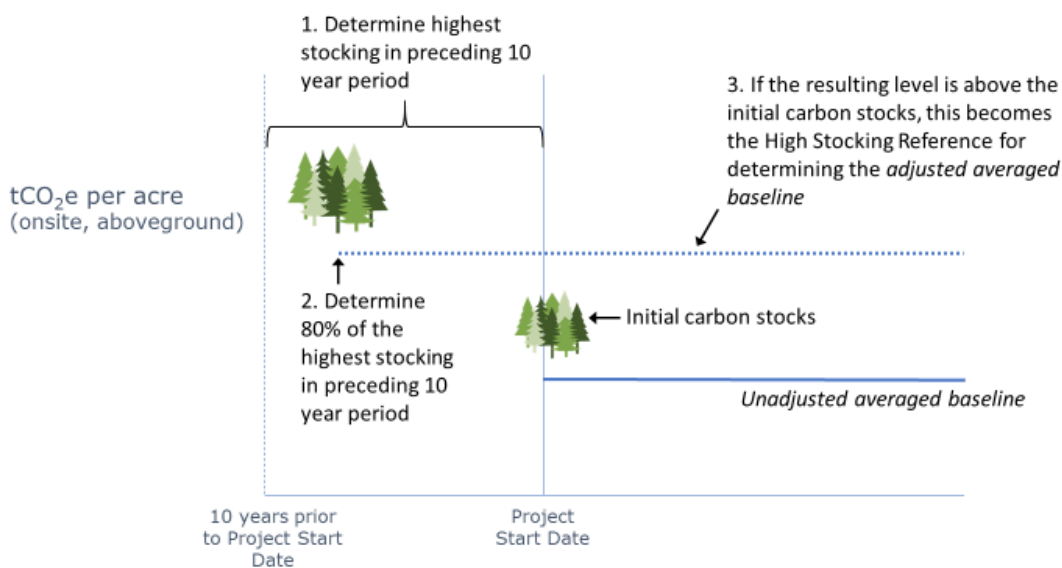 1. Determine highest
stocking in preceding 10
year period
3. If the resulting level is above the
initial carbon stocks, this becomes
the High Stocking Reference for
determining the adjusted averaged
baseline
tCO₂e per acre
(onsite, aboveground)
2. Determine
80% of the
highest stocking
in preceding 10
year period
Initial carbon stocks
Unadjusted averaged baseline
10 years prior
to Project Start
Date
Project
Start Date